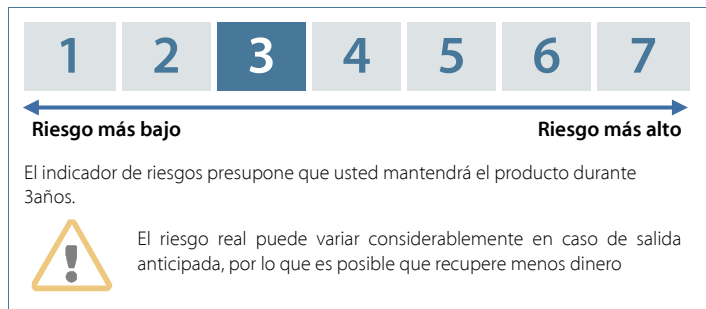 1 2 3 4 5 6 7
Riesgo más bajo Riesgo más alto
El indicador de riesgos presupone que usted mantendrá el producto durante
3años.
El riesgo real puede variar considerablemente en caso de salida
anticipada, por lo que es posible que recupere menos dinero